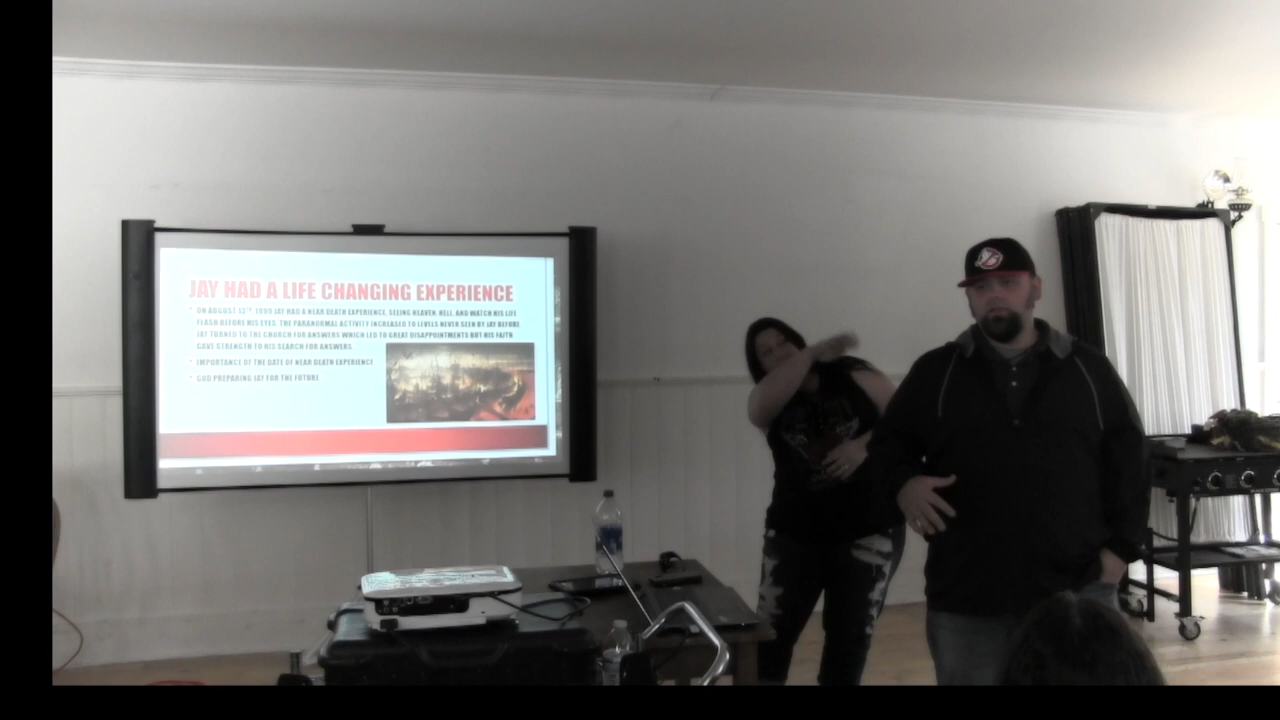 JAY HAD A LIFE CHANGING EXPERIENCE
ON AUGUST 13TH, 1999 JAY HAD A NEAR DEATH EXPERIENCE, SEEING HEAVEN, HELL, AND WATCH HIS LIFE
FLASH BEFORE HIS EYES. THE PARANORMAL ACTIVITY INCREASED TO LEVELS NEVER SEEN BY JAY BEFORE.
JAY TURNED TO THE CHURCH FOR ANSWERS WHICH LED TO GREAT DISAPPOINTMENTS BUT HIS FAITH
GAVE STRENGTH TO HIS SEARCH FOR ANSWERS.
IMPORTANCE OF THE DATE OF NEAR DEATH EXPERIENCE
GOD PREPARING JAY FOR THE FUTURE